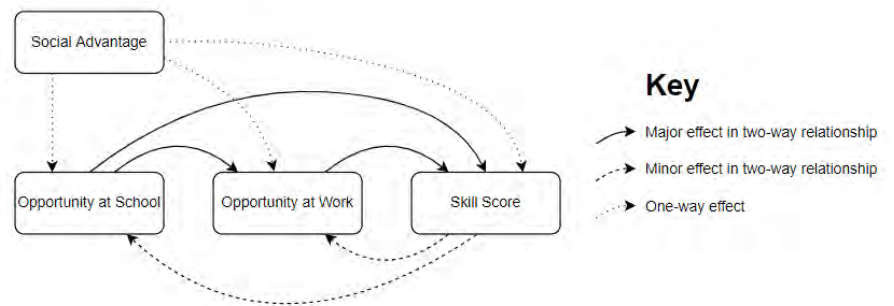 Social Advantage
Key
Major effect in two-way relationship
Minor effect in two-way relationship
One-way effect
Opportunity at School
Opportunity at Work
Skill Score